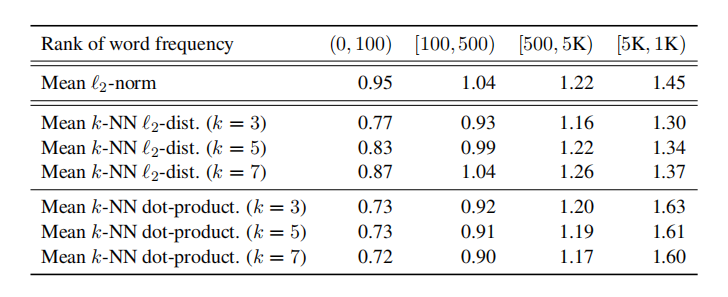 Rank of word frequency (0, 100) [100, 500) [500, 5K) [5K, 1K)
Mean ℓ2-norm 0.95 1.04 1.22 1.45
Mean k-NN ℓ2-dist. (k = 3) 0.77 0.93 1.16 1.30
Mean k-NN ℓ2-dist. (k = 5) 0.83 0.99 1.22 1.34
Mean k-NN ℓ2-dist. (k = 7) 0.87 1.04 1.26 1.37
Mean k-NN dot-product. (k = 3) 0.73 0.92 1.20 1.63
Mean k-NN dot-product. (k = 5) 0.73 0.91 1.19 1.61
Mean k-NN dot-product. (k = 7) 0.72 0.90 1.17 1.60